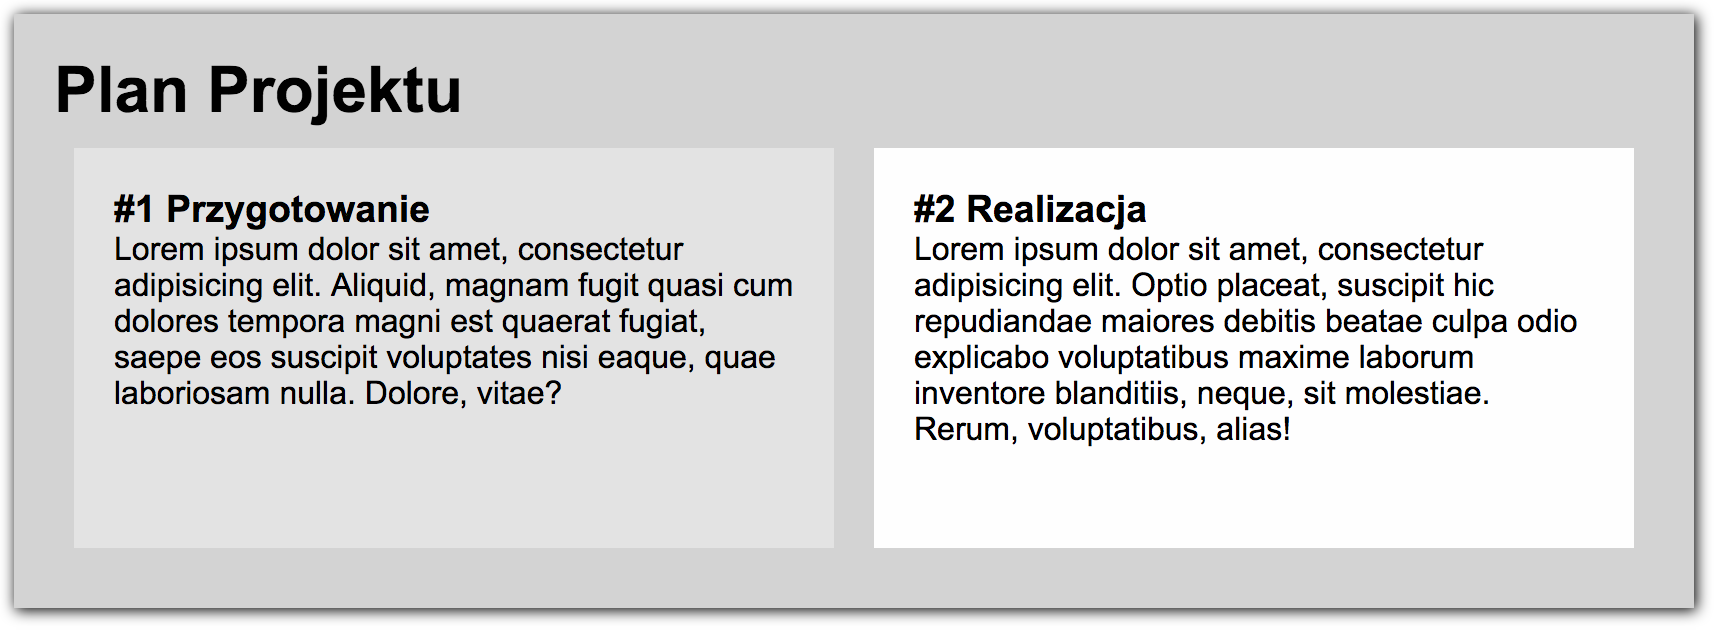 Plan Projektu
#1 Przygotowanie
Lorem ipsum dolor sit amet, consectetur
adipisicing elit. Aliquid, magnam fugit quasi cum
dolores tempora magni est quaerat fugiat,
saepe eos suscipit voluptates nisi eaque, quae
laboriosam nulla. Dolore, vitae?
#2 Realizacja
Lorem ipsum dolor sit amet, consectetur
adipisicing elit. Optio placeat, suscipit hic
repudiandae maiores debitis beatae culpa odio
explicabo voluptatibus maxime laborum
inventore blanditiis, neque, sit molestiae.
Rerum, voluptatibus, alias!